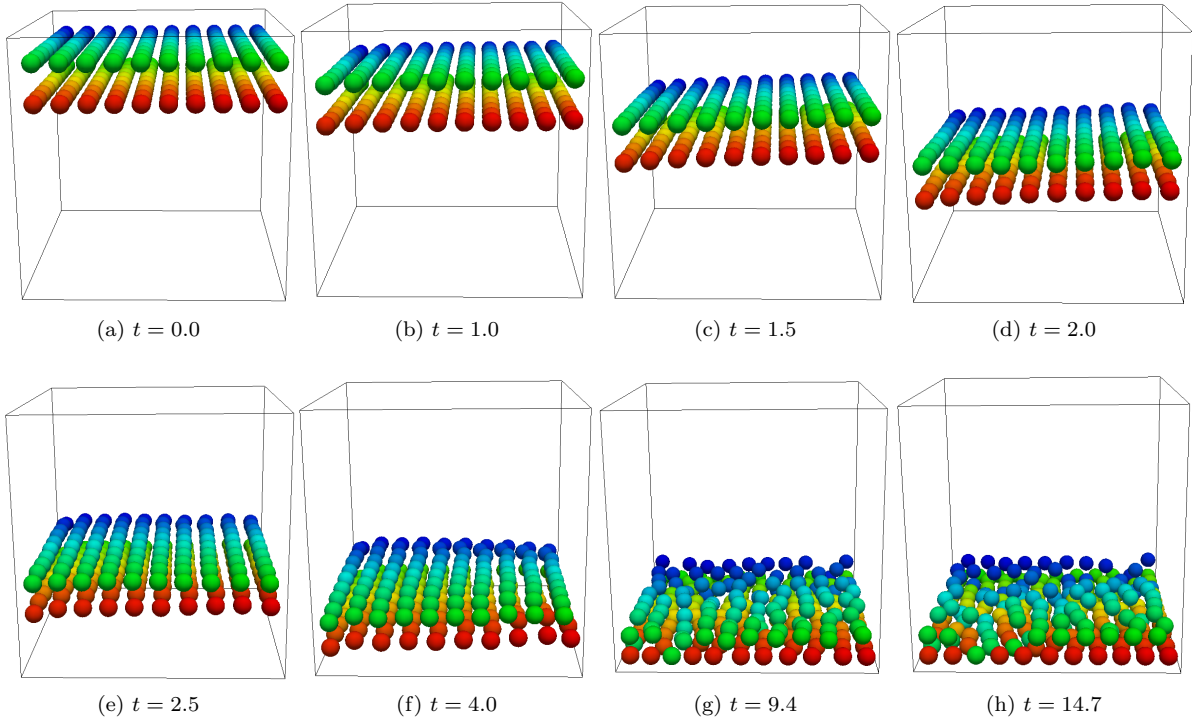 (a) t = 0.0
(b) t = 1.0
(c) t = 1.5
(d) t = 2.0
(e) t = 2.5
(f) t = 4.0
(g) t = 9.4
(h) t = 14.7